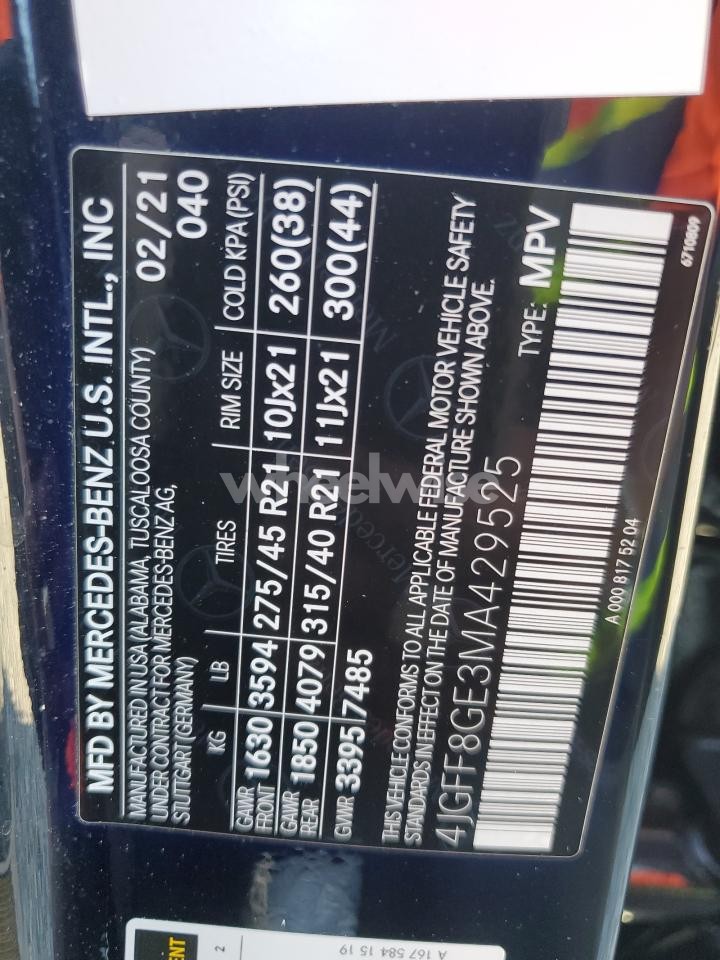 MFD BY MERCEDES-BENZ U.S. INTL., INC
MANUFACTURED IN USA (ALABAMA, TUSCALOOSA COUNTY) 02/21
UNDER CONTRACT FOR MERCEDES-BENZ AG, 040
STUTTGART (GERMANY)
KG LB TIRES RIM SIZE COLD KPA (PSI)
GAWR FRONT 1630 3594 275/45 R21 10Jx21 260(38)
GAWR REAR 1850 4079 315/40 R21 11Jx21 300(44)
GVWR 3395 7485
THIS VEHICLE CONFORMS TO ALL APPLICABLE FEDERAL MOTOR VEHICLE SAFETY
STANDARDS IN EFFECT ON THE DATE OF MANUFACTURE SHOWN ABOVE.
4JGFF8GE3MA429525 TYPE: MPV
A 000 817 52 04 6710809
wheelwise
2
A 167 584 15 19